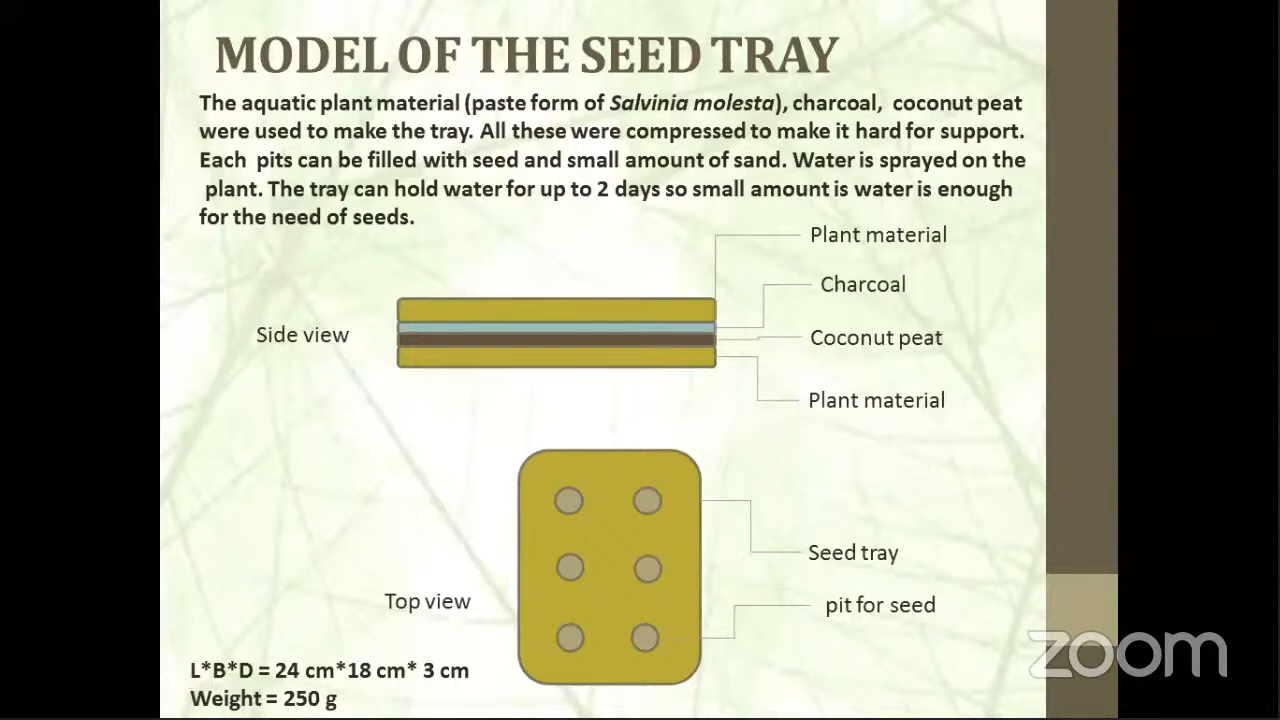 MODEL OF THE SEED TRAY
The aquatic plant material (paste form of Salvinia molesta), charcoal, coconut peat
were used to make the tray. All these were compressed to make it hard for support.
Each pits can be filled with seed and small amount of sand. Water is sprayed on the
plant. The tray can hold water for up to 2 days so small amount is water is enough
for the need of seeds.
Plant material
Charcoal
Side view
Coconut peat
Plant material
Seed tray
Top view
pit for seed
L*B*D = 24 cm*18 cm* 3 cm
Weight = 250 g
zoom